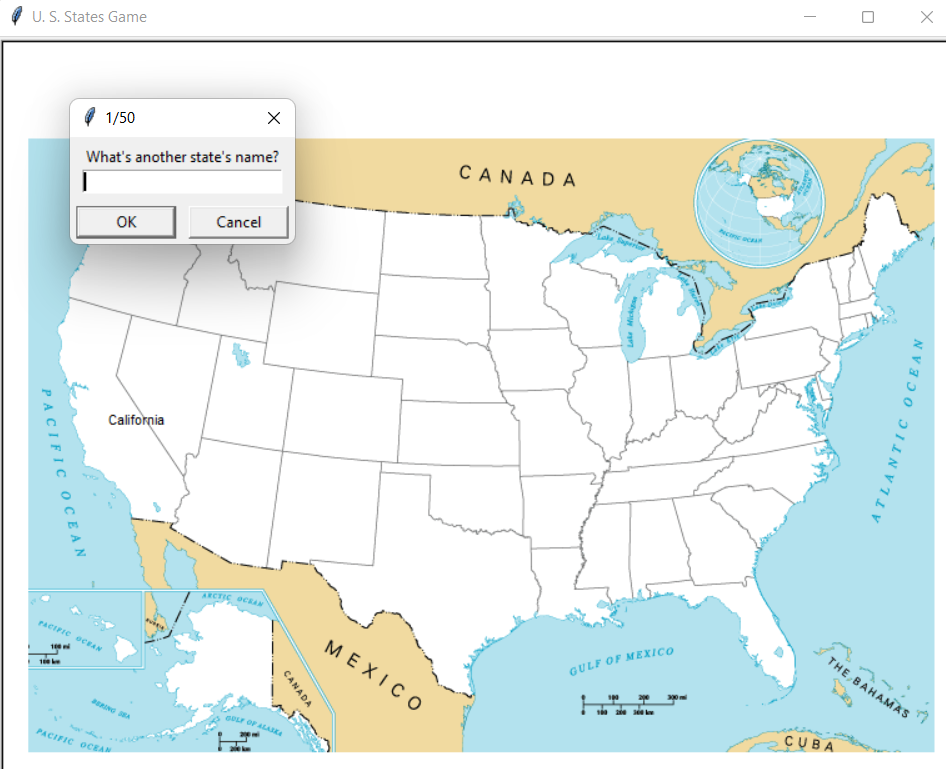 U. S. States Game
1/50
What's another state's name?
OK
Cancel
CANADA
Lake Superior
Lake Michigan
PACIFIC OCEAN
California
ATLANTIC OCEAN
PACIFIC OCEAN
ARCTIC OCEAN
RUSSIA
PACIFIC OCEAN
100 mi
100 km
BERING SEA
GULF OF ALASKA
PACIFIC OCEAN
200 mi
200 km
CANADA
MEXICO
GULF OF MEXICO
0 100 200 300 mi
0 100 200 300 km
THE BAHAMAS
CUBA